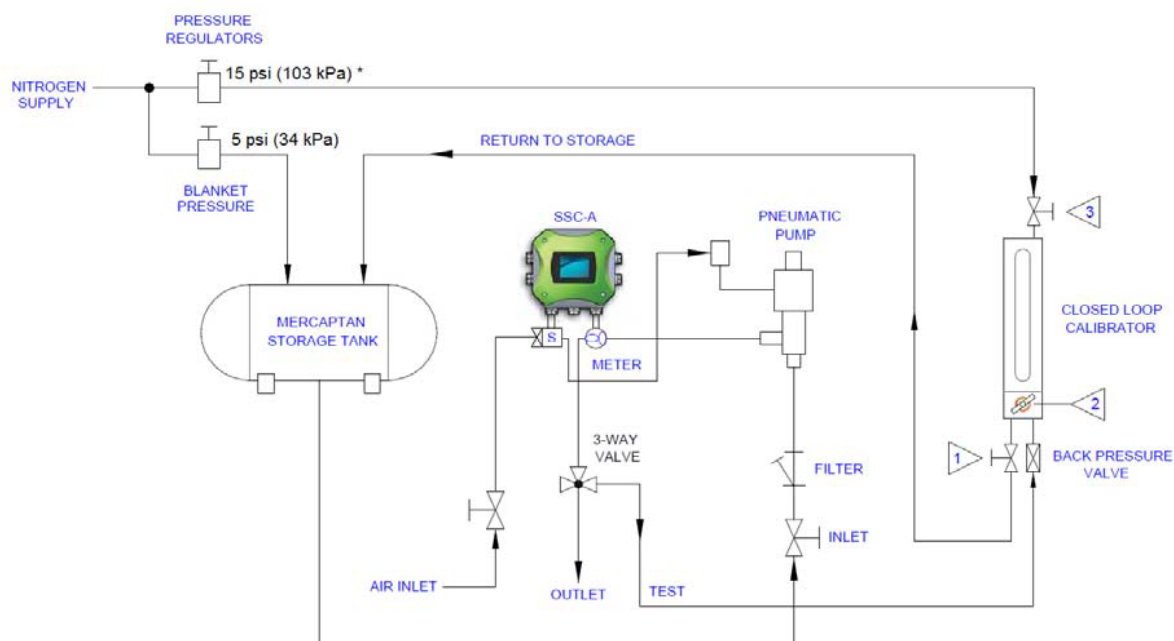 PRESSURE
REGULATORS
15 psi (103 kPa) *
NITROGEN
SUPPLY
5 psi (34 kPa)
RETURN TO STORAGE
BLANKET
PRESSURE
SSC-A
PNEUMATIC
PUMP
3
MERCAPTAN
STORAGE TANK
CLOSED LOOP
CALIBRATOR
S
METER
2
3-WAY
VALVE
1
BACK PRESSURE
VALVE
FILTER
INLET
AIR INLET
OUTLET
TEST